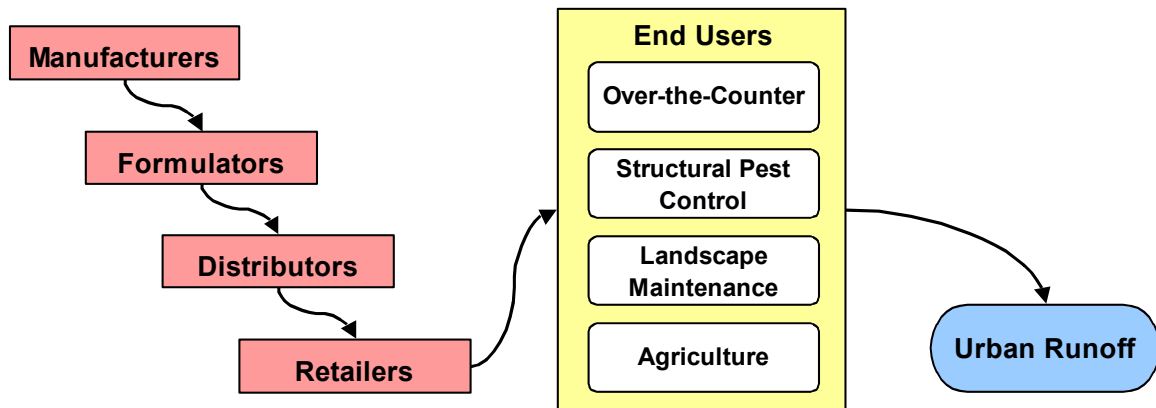 Manufacturers
Formulators
Distributors
Retailers
End Users
Over-the-Counter
Structural Pest
Control
Landscape
Maintenance
Agriculture
Urban Runoff